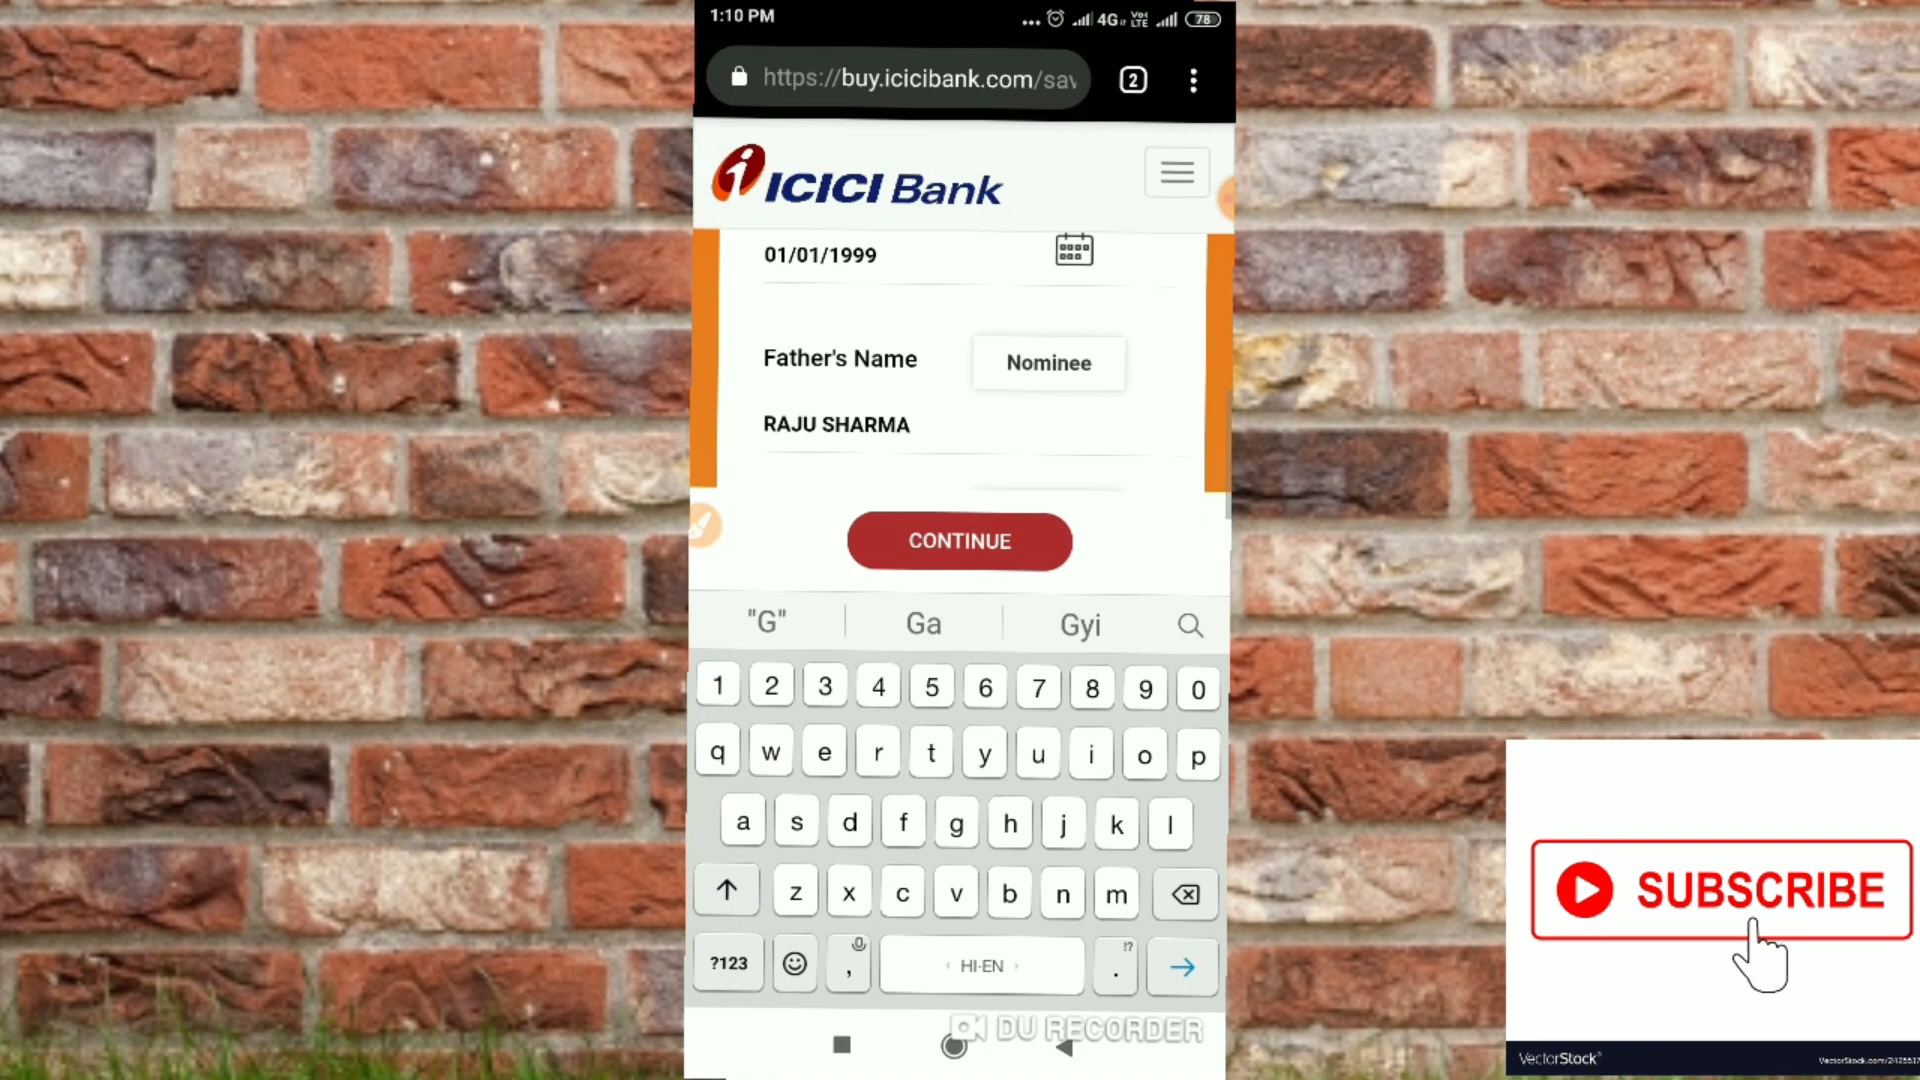 1:10 PM
4G Vo) LTE 78
https://buy.icicibank.com/sav
2
i ICICI Bank
01/01/1999
Father's Name
Nominee
RAJU SHARMA
CONTINUE
"G" Ga Gyi
1 2 3 4 5 6 7 8 9 0
q w e r t y u i o p
a s d f g h j k l
z x c v b n m
?123 , HI-EN . !?
DU RECORDER
SUBSCRIBE
VectorStock®